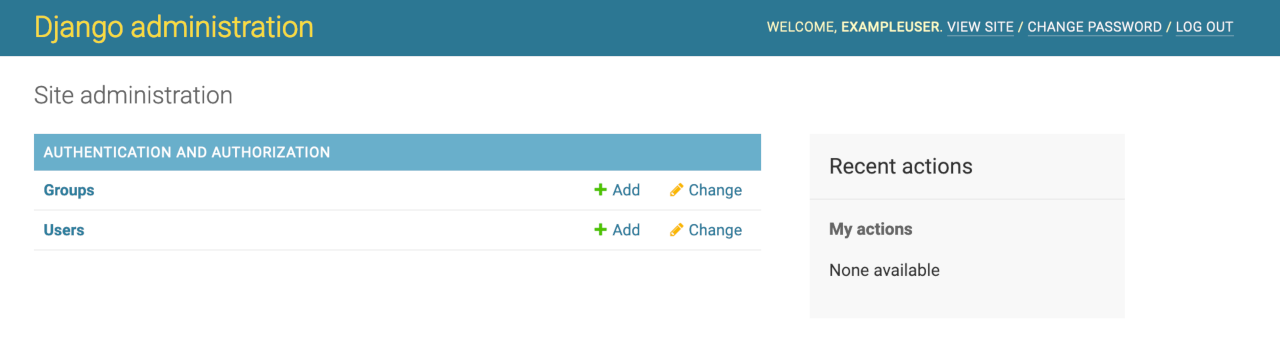 Django administration
WELCOME, EXAMPLEUSER. VIEW SITE / CHANGE PASSWORD / LOG OUT
Site administration
AUTHENTICATION AND AUTHORIZATION
Groups Add Change
Users Add Change
Recent actions
My actions
None available